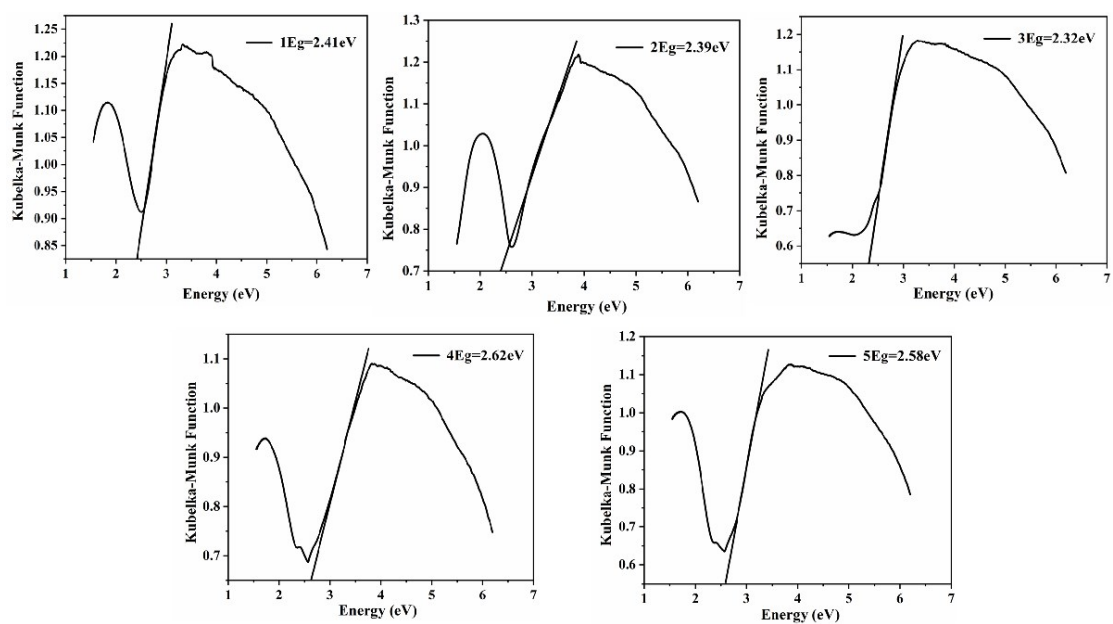 1Eg=2.41eV
Kubelka-Munk Function
1.25
1.20
1.15
1.10
1.05
1.00
0.95
0.90
0.85
1 2 3 4 5 6 7
Energy (eV)
2Eg=2.39eV
Kubelka-Munk Function
1.3
1.2
1.1
1.0
0.9
0.8
0.7
1 2 3 4 5 6 7
Energy (eV)
3Eg=2.32eV
Kubelka-Munk Function
1.2
1.1
1.0
0.9
0.8
0.7
0.6
1 2 3 4 5 6 7
Energy (eV)
4Eg=2.62eV
Kubelka-Munk Function
1.1
1.0
0.9
0.8
0.7
1 2 3 4 5 6 7
Energy (eV)
5Eg=2.58eV
Kubelka-Munk Function
1.2
1.1
1.0
0.9
0.8
0.7
0.6
1 2 3 4 5 6 7
Energy (eV)